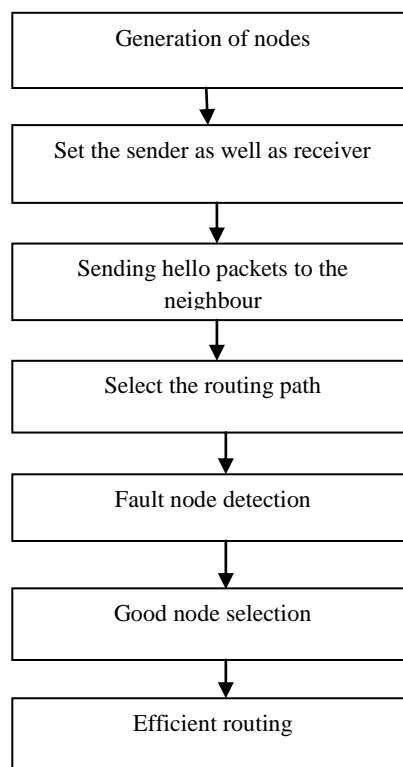 Generation of nodes
Set the sender as well as receiver
Sending hello packets to the
neighbour
Select the routing path
Fault node detection
Good node selection
Efficient routing